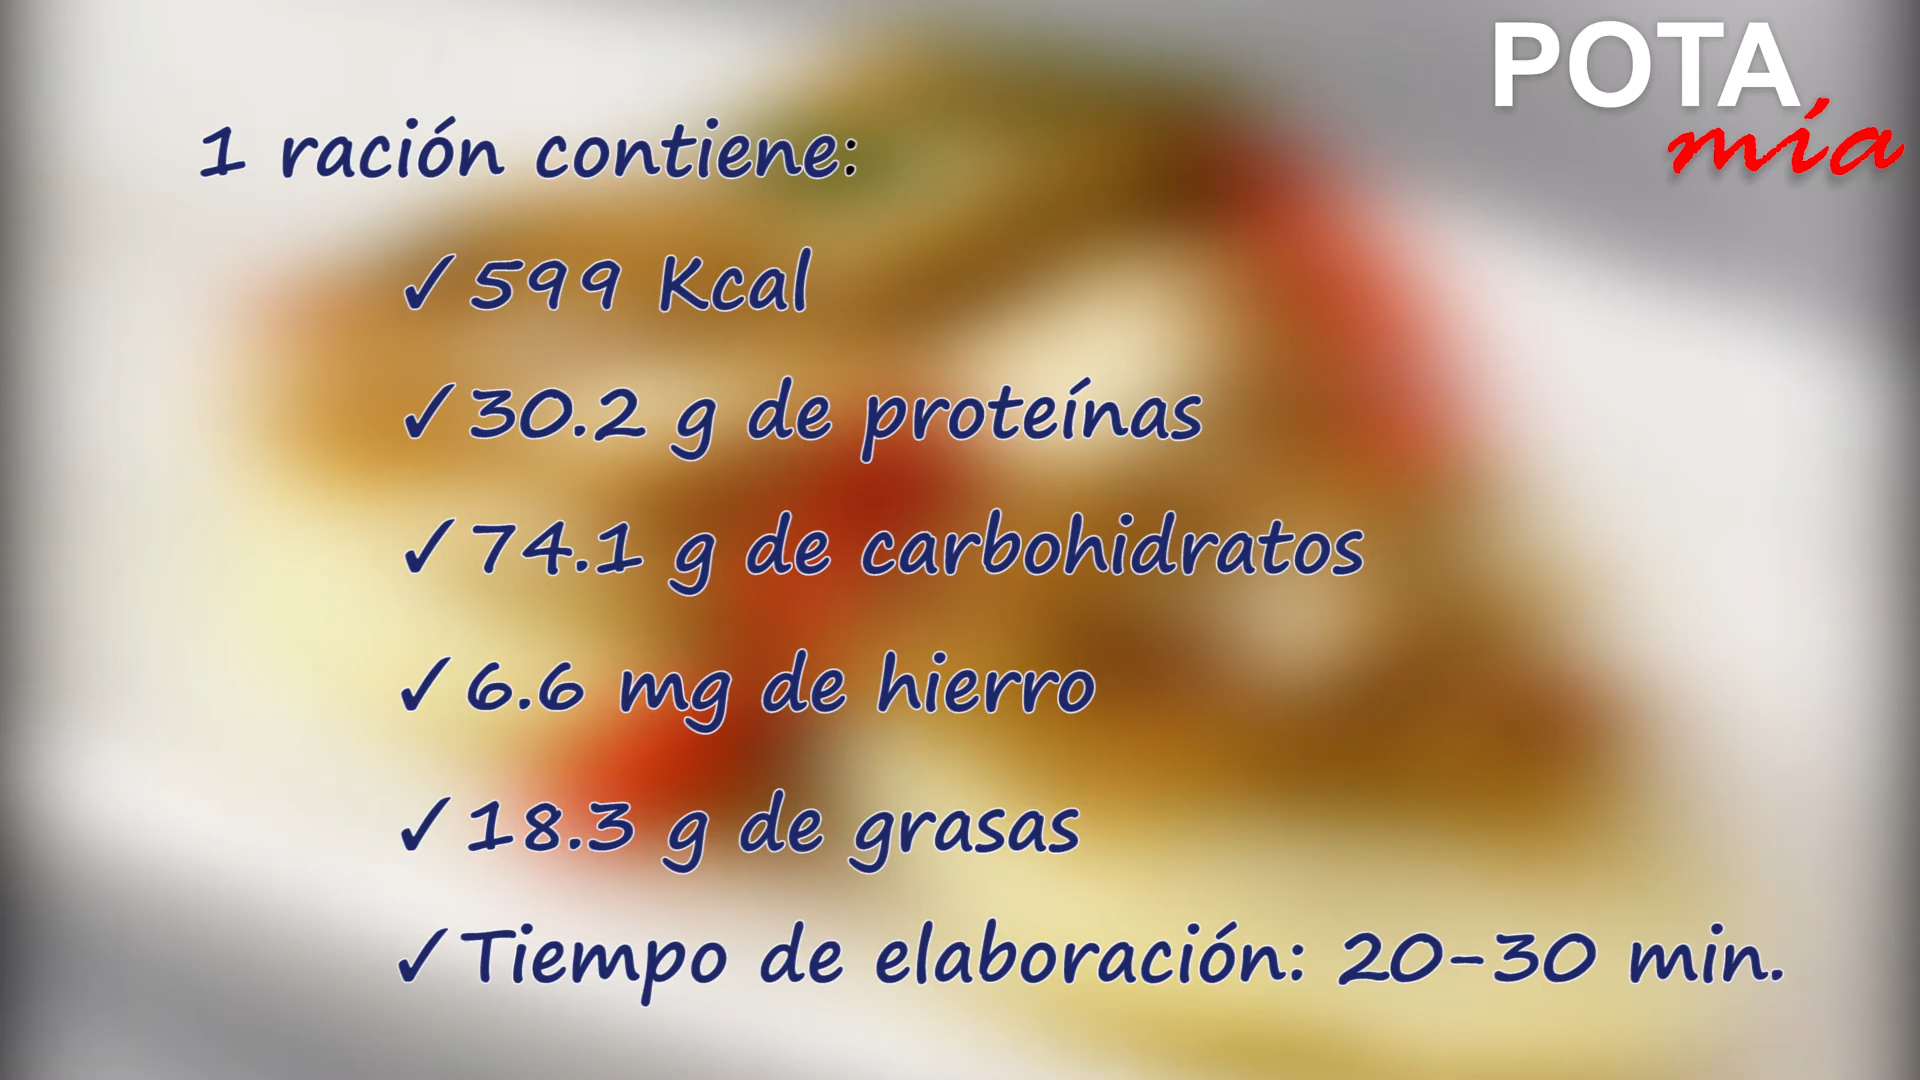 POTA
mía
1 ración contiene:
✓599 Kcal
✓30.2 g de proteínas
✓74.1 g de carbohidratos
✓6.6 mg de hierro
✓18.3 g de grasas
✓Tiempo de elaboración: 20-30 min.